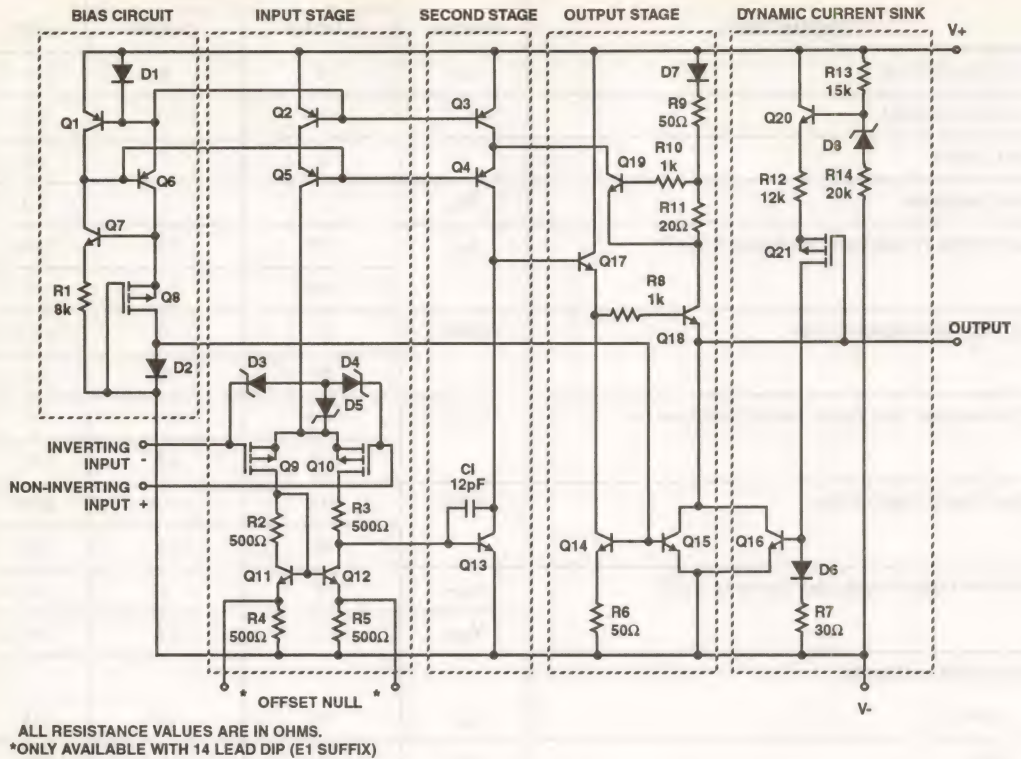 BIAS CIRCUIT
INPUT STAGE
SECOND STAGE
OUTPUT STAGE
DYNAMIC CURRENT SINK
V+
D1
Q1
Q6
Q7
R1
8k
Q8
D2
Q2
Q5
D3
D4
D5
INVERTING
INPUT -
NON-INVERTING
INPUT +
Q9
Q10
R2
500Ω
R3
500Ω
Q11
Q12
R4
500Ω
R5
500Ω
* OFFSET NULL *
Q3
Q4
CI
12pF
Q13
D7
R9
50Ω
Q19
R10
1k
R11
20Ω
Q17
R8
1k
Q18
Q14
Q15
R6
50Ω
R13
15k
Q20
D8
R12
12k
R14
20k
Q21
OUTPUT
Q16
D6
R7
30Ω
V-
ALL RESISTANCE VALUES ARE IN OHMS.
*ONLY AVAILABLE WITH 14 LEAD DIP (E1 SUFFIX)